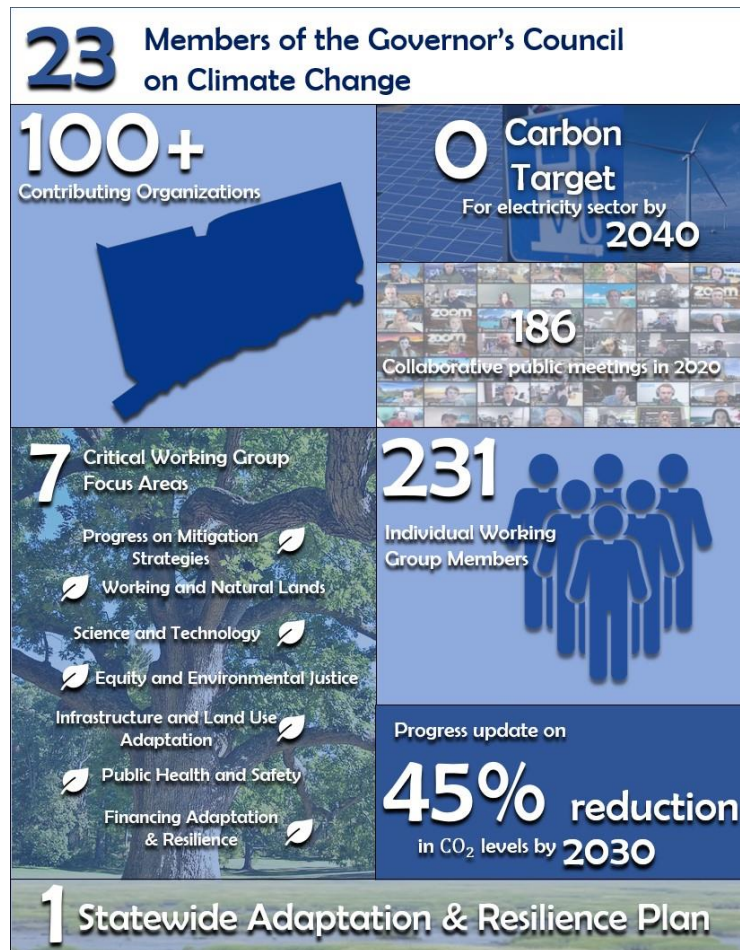 23 Members of the Governor's Council
on Climate Change
100+
Contributing Organizations
0 Carbon
Target
For electricity sector by
2040
zoom
zoom
zoom
186
Collaborative public meetings in 2020
7 Critical Working Group
Focus Areas
Progress on Mitigation
Strategies
Working and Natural Lands
Science and Technology
Equity and Environmental Justice
Infrastructure and Land Use
Adaptation
Public Health and Safety
Financing Adaptation
& Resilience
231
Individual Working
Group Members
Progress update on
45% reduction
in CO₂ levels by 2030
1 Statewide Adaptation & Resilience Plan